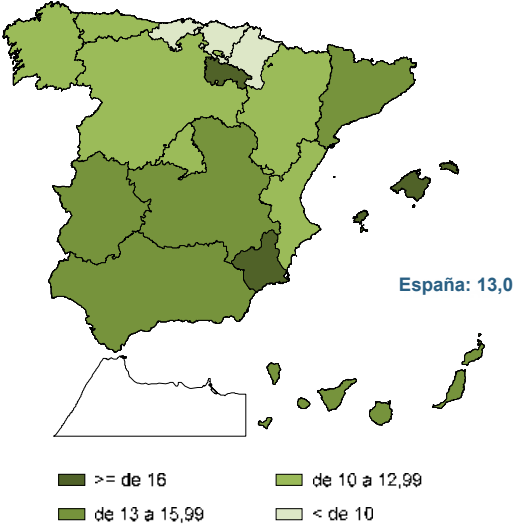 España: 13,0
>= de 16
de 10 a 12,99
de 13 a 15,99
< de 10